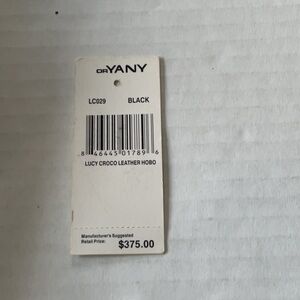 ORYANY
LC029 BLACK
8 46445 01789 6
LUCY CROCO LEATHER HOBO
Manufacturer's Suggested
Retail Price: $375.00